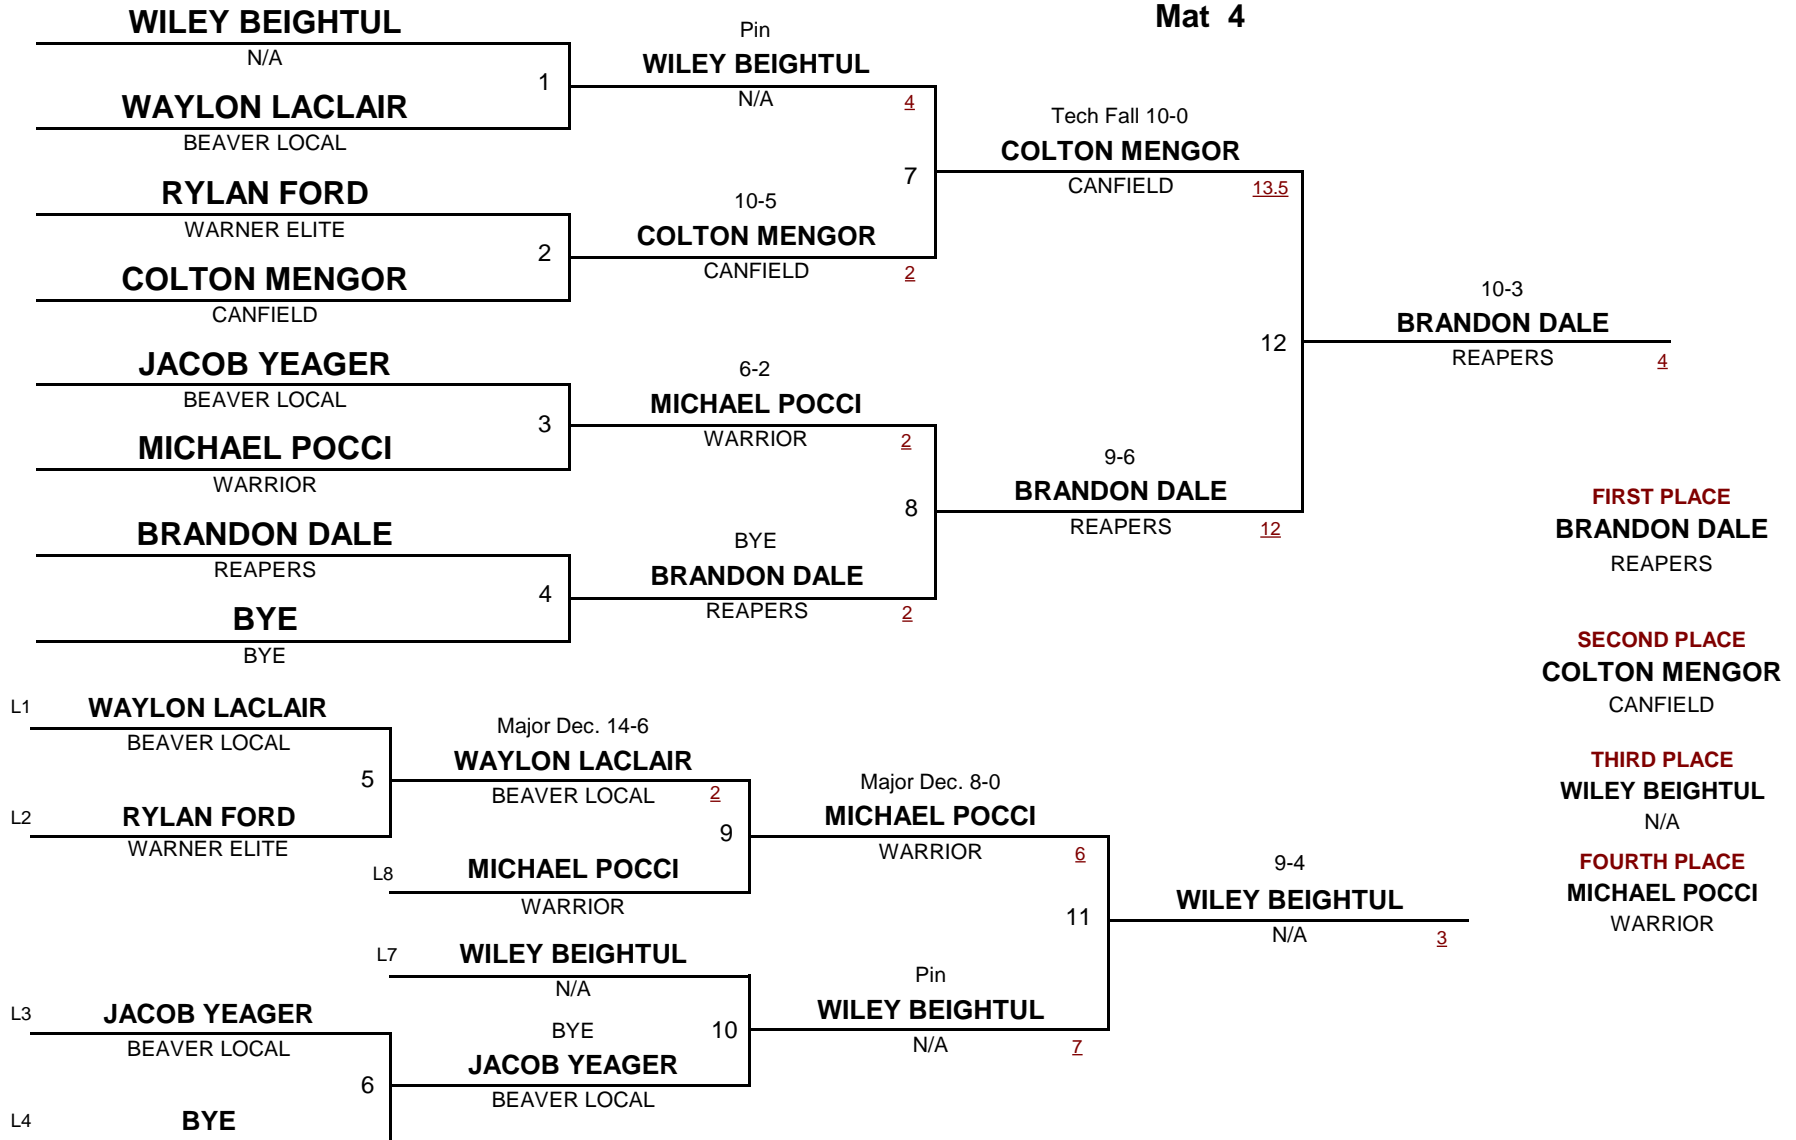 Mat 4
WILEY BEIGHTUL
N/A
1
WAYLON LACLAIR
BEAVER LOCAL
RYLAN FORD
WARNER ELITE
2
COLTON MENGOR
CANFIELD
JACOB YEAGER
BEAVER LOCAL
3
MICHAEL POCCI
WARRIOR
BRANDON DALE
REAPERS
4
BYE
BYE
Pin
WILEY BEIGHTUL
N/A 4
7
10-5
COLTON MENGOR
CANFIELD 2
6-2
MICHAEL POCCI
WARRIOR 2
8
BYE
BRANDON DALE
REAPERS 2
Tech Fall 10-0
COLTON MENGOR
CANFIELD 13.5
12
9-6
BRANDON DALE
REAPERS 12
10-3
BRANDON DALE
REAPERS 4
FIRST PLACE
BRANDON DALE
REAPERS
SECOND PLACE
COLTON MENGOR
CANFIELD
THIRD PLACE
WILEY BEIGHTUL
N/A
FOURTH PLACE
MICHAEL POCCI
WARRIOR
L1 WAYLON LACLAIR
BEAVER LOCAL
5
L2 RYLAN FORD
WARNER ELITE
Major Dec. 14-6
WAYLON LACLAIR
BEAVER LOCAL 2
9
L8 MICHAEL POCCI
WARRIOR
L7 WILEY BEIGHTUL
N/A
10
BYE
JACOB YEAGER
BEAVER LOCAL
L3 JACOB YEAGER
BEAVER LOCAL
6
L4 BYE
Major Dec. 8-0
MICHAEL POCCI
WARRIOR 6
11
Pin
WILEY BEIGHTUL
N/A 7
9-4
WILEY BEIGHTUL
N/A 3